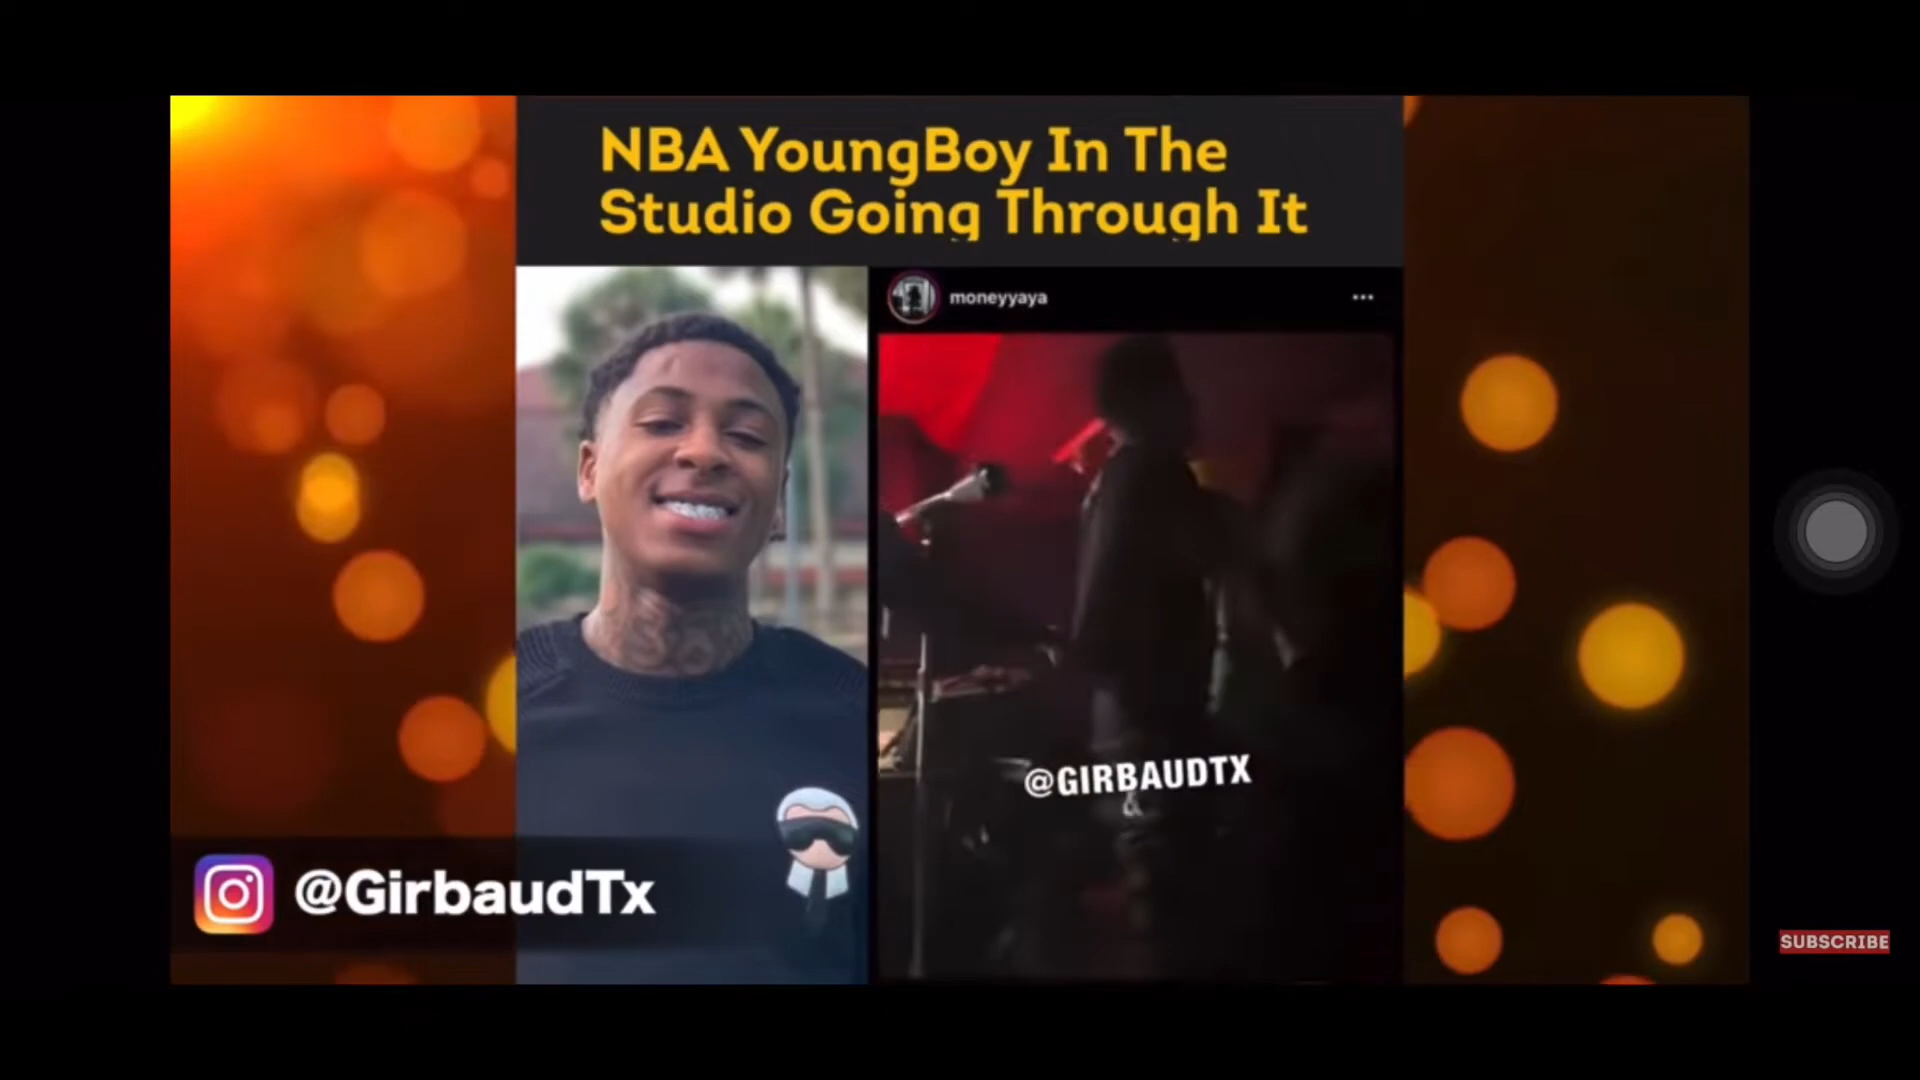 NBA YoungBoy In The
Studio Going Through It
moneyyaya
@GIRBAUDTX
@GirbaudTx
SUBSCRIBE